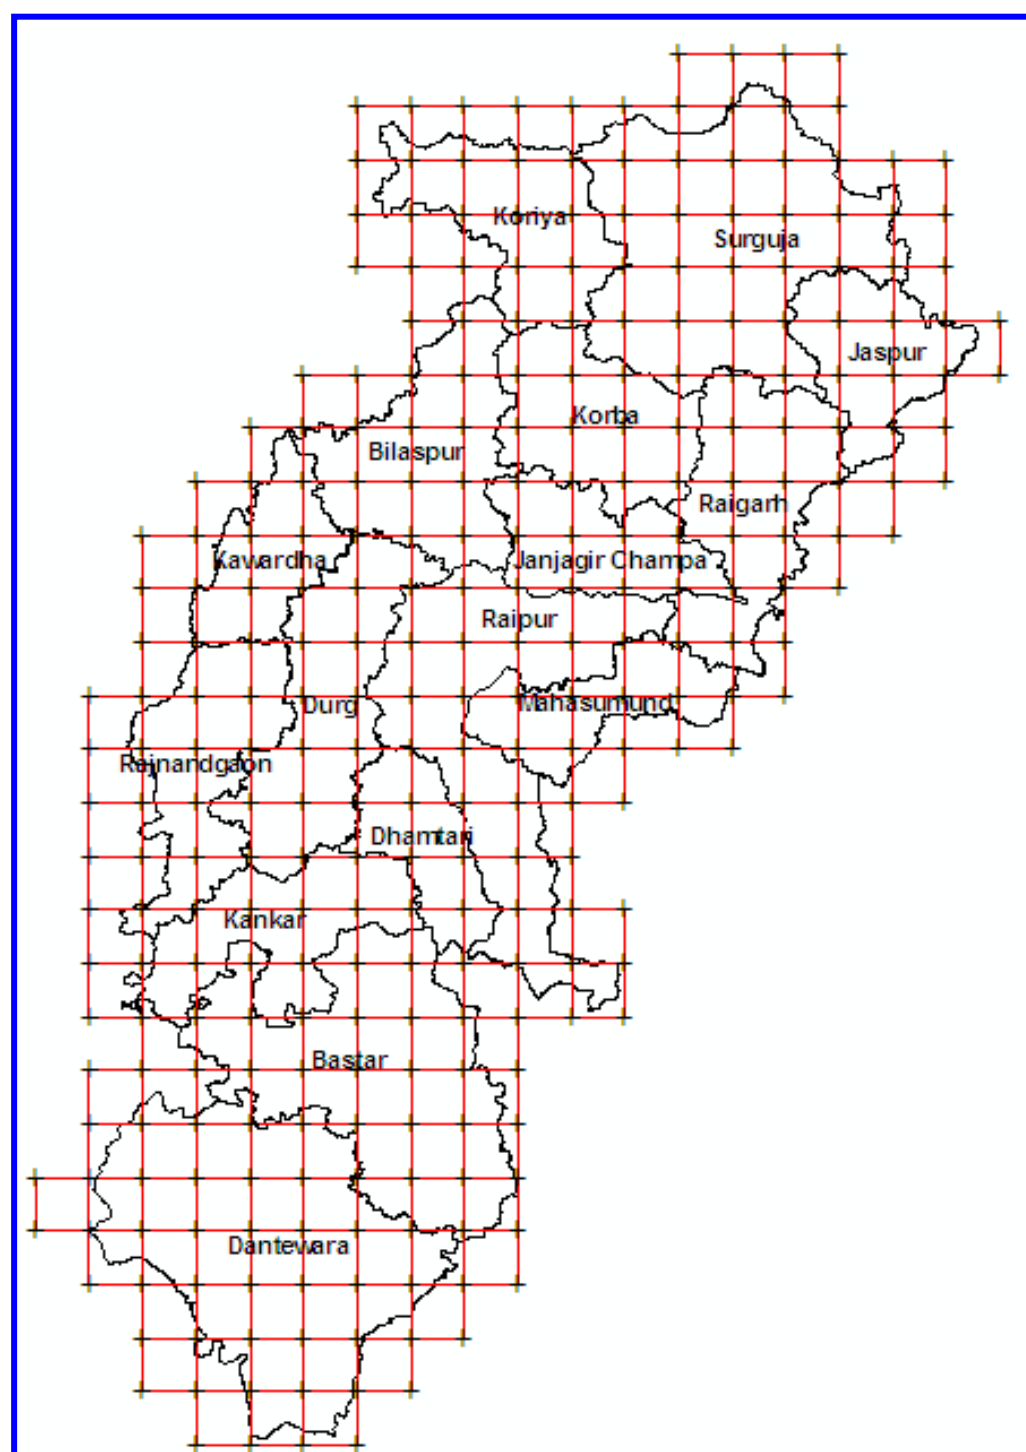 Koriya
Surguja
Jaspur
Korba
Bilaspur
Raigarh
Kawardha
Janjagir Champa
Raipur
Durg
Mahasumund
Rajnandgaon
Dhamtari
Kankar
Bastar
Dantewara